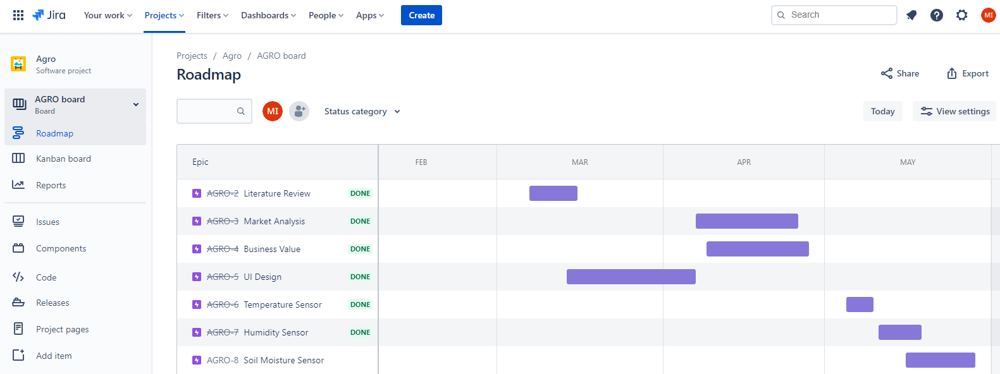 Jira Your work Projects Filters Dashboards People Apps Create Search MI
Agro
Software project
AGRO board
Board
Roadmap
Kanban board
Reports
Issues
Components
Code
Releases
Project pages
Add item
Projects / Agro / AGRO board
Roadmap
Share Export
MI Status category Today View settings
Epic FEB MAR APR MAY
AGRO-2 Literature Review DONE
AGRO-3 Market Analysis DONE
AGRO-4 Business Value DONE
AGRO-5 UI Design DONE
AGRO-6 Temperature Sensor DONE
AGRO-7 Humidity Sensor DONE
AGRO-8 Soil Moisture Sensor